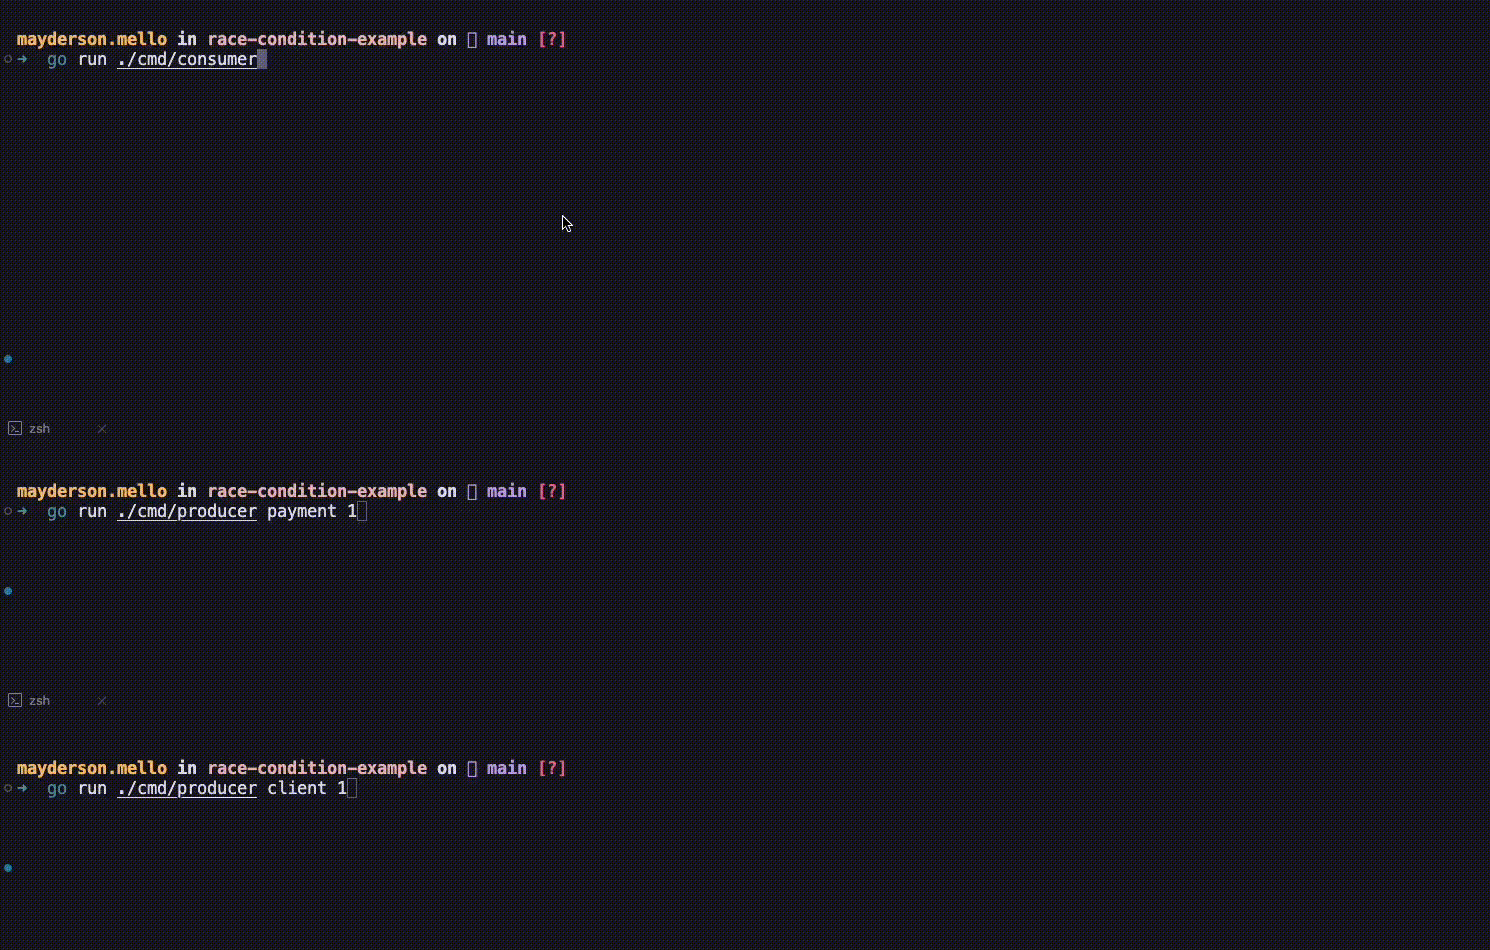 mayderson.mello in race-condition-example on main [?]
➜ go run ./cmd/consumer
zsh
mayderson.mello in race-condition-example on main [?]
➜ go run ./cmd/producer payment 1
zsh
mayderson.mello in race-condition-example on main [?]
➜ go run ./cmd/producer client 1